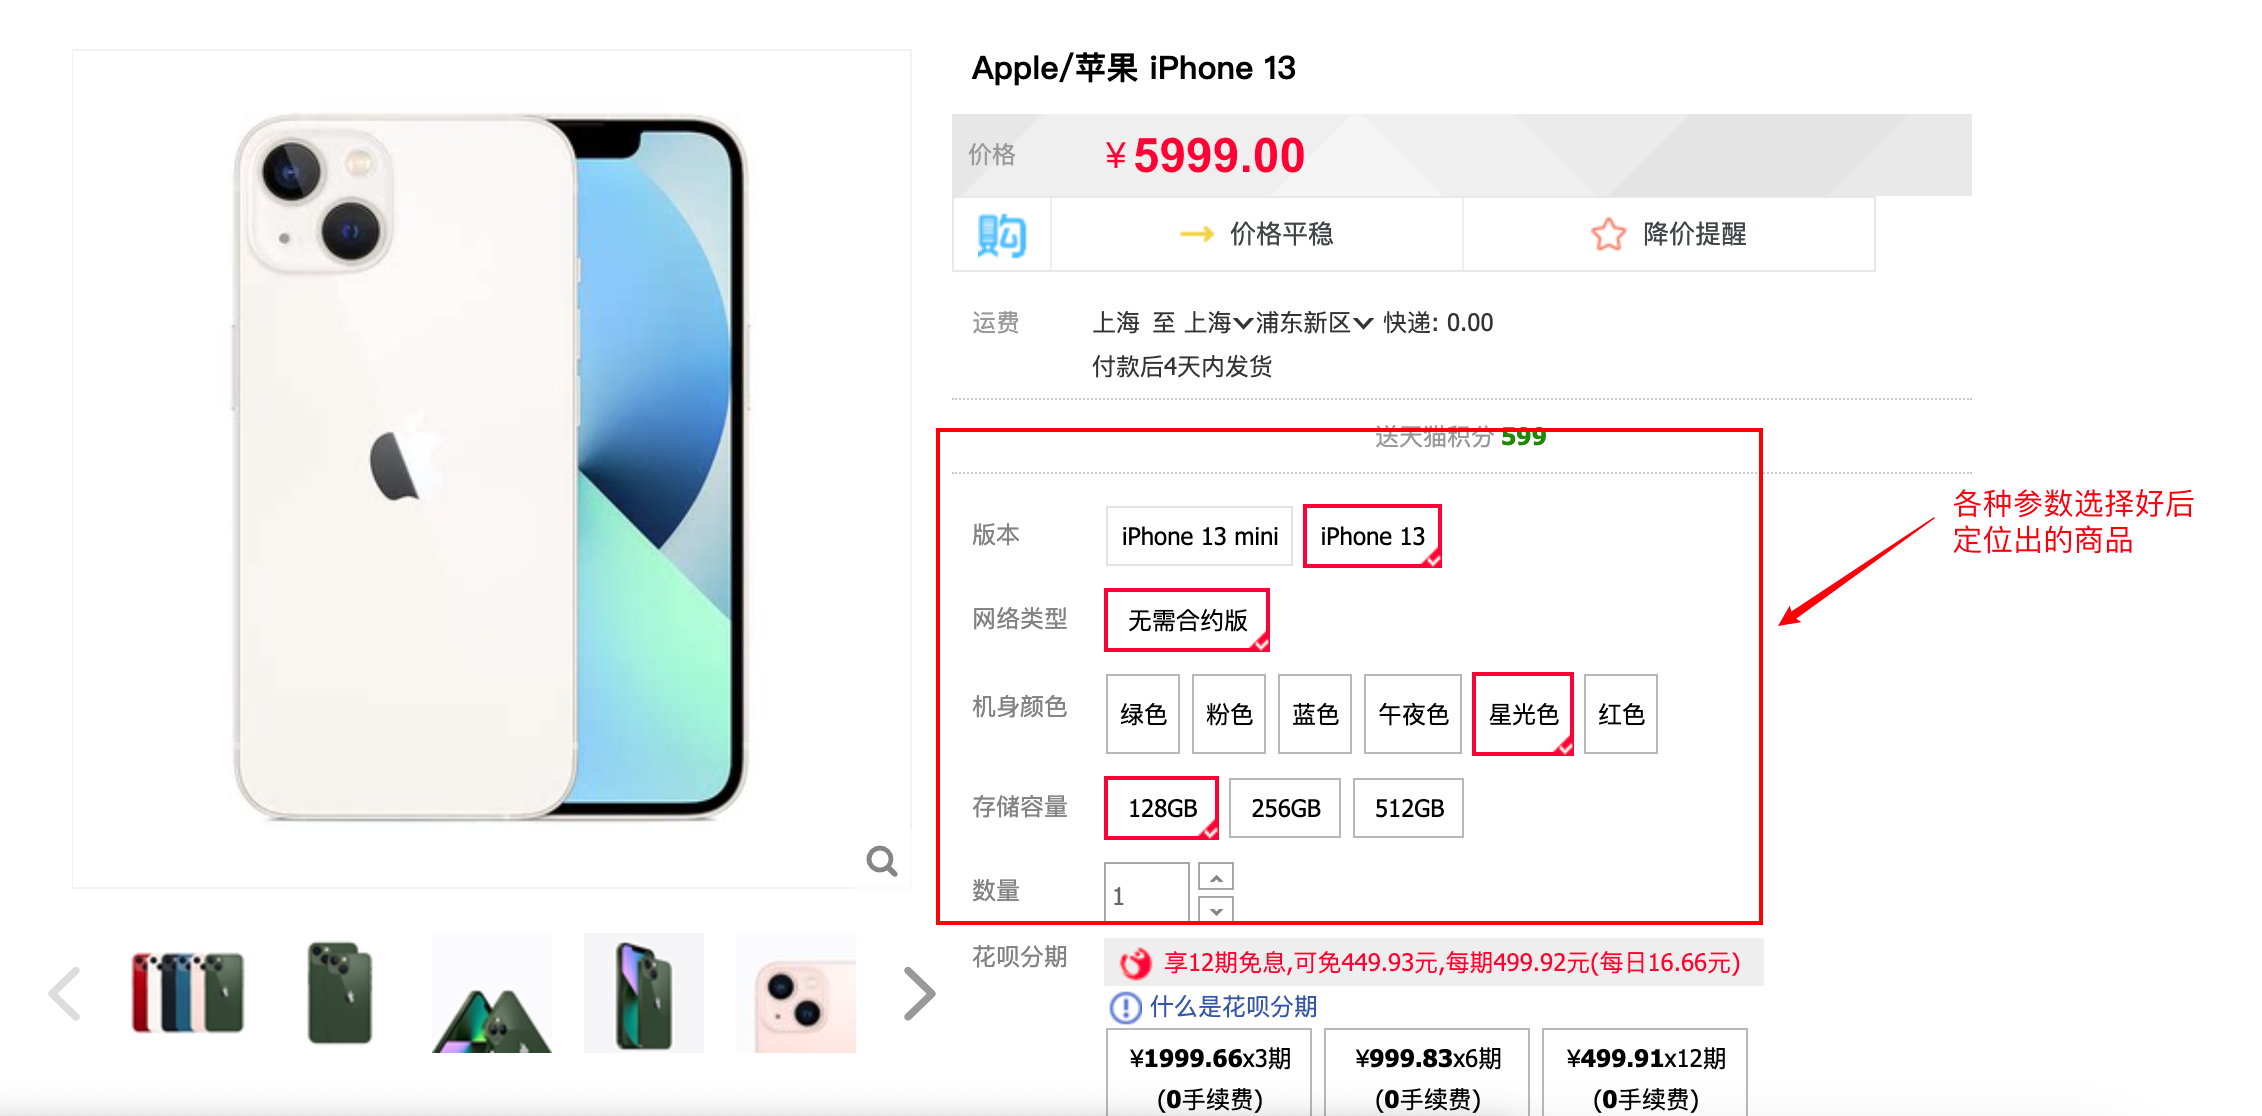 Apple/苹果 iPhone 13
价格 ¥5999.00
购 价格平稳 降价提醒
运费 上海 至 上海 浦东新区 快递: 0.00
付款后4天内发货
送天猫积分 599
各种参数选择好后
定位出的商品
版本 iPhone 13 mini iPhone 13
网络类型 无需合约版
机身颜色 绿色 粉色 蓝色 午夜色 星光色 红色
存储容量 128GB 256GB 512GB
数量 1
花呗分期 享12期免息,可免449.93元,每期499.92元(每日16.66元)
什么是花呗分期
¥1999.66x3期 ¥999.83x6期 ¥499.91x12期
(0手续费) (0手续费) (0手续费)